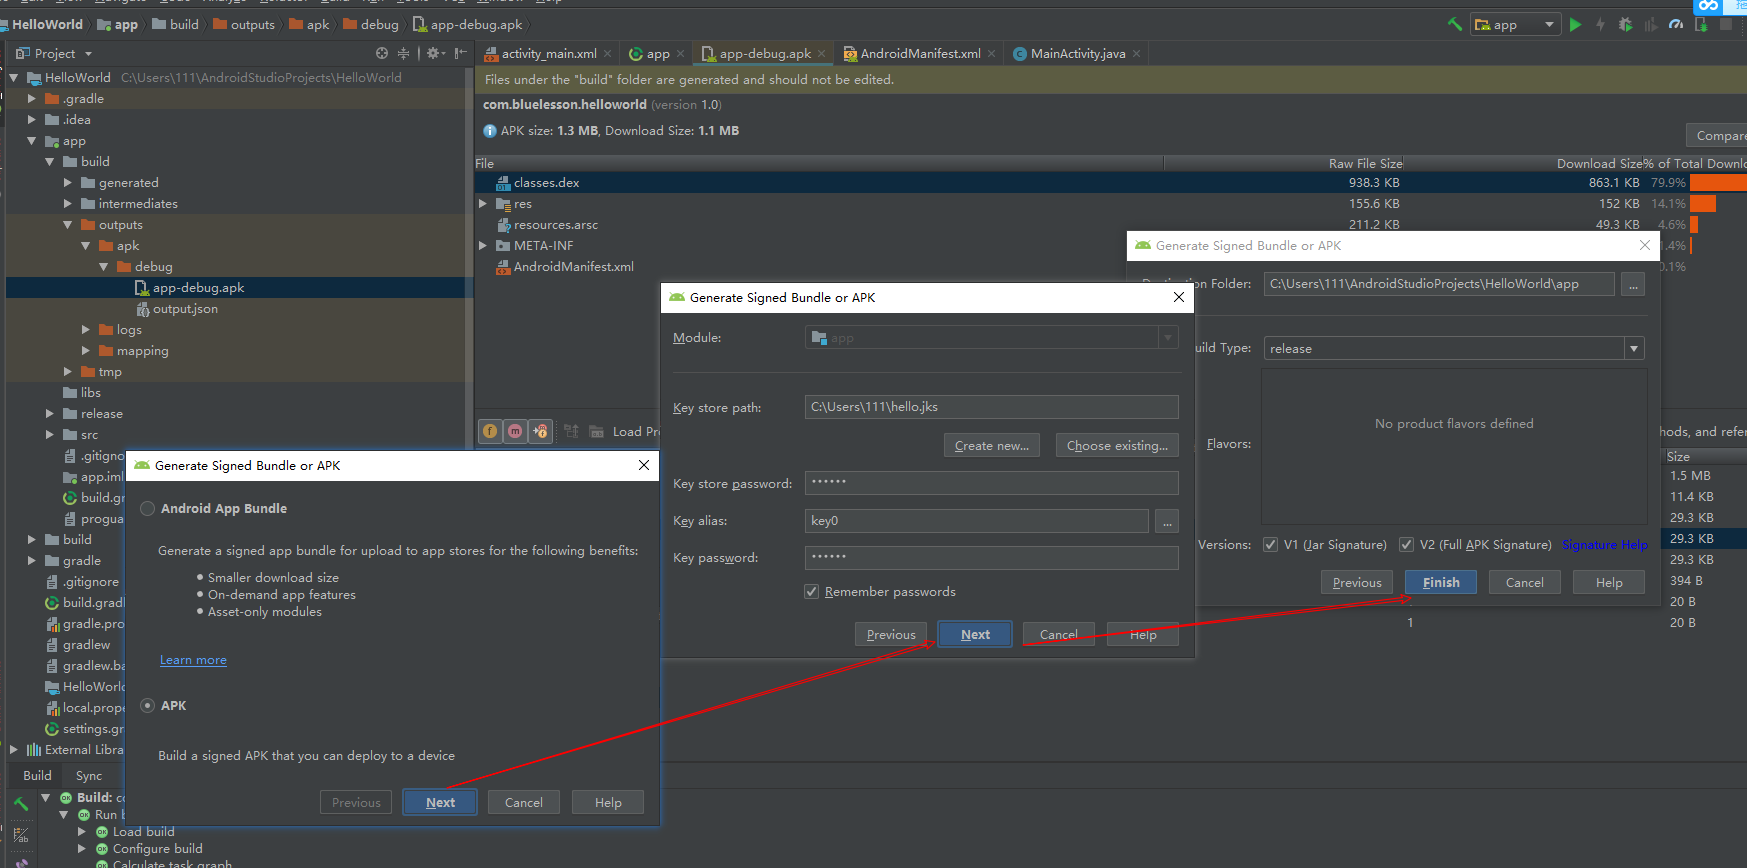 HelloWorld app build outputs apk debug app-debug.apk
app
Project
activity_main.xml app app-debug.apk AndroidManifest.xml MainActivity.java
HelloWorld C:\Users\111\AndroidStudioProjects\HelloWorld
.gradle
.idea
app
build
generated
intermediates
outputs
apk
debug
app-debug.apk
output.json
logs
mapping
tmp
libs
release
src
.gitigno
app.iml
build.gr
progua
build
gradle
.gitignore
build.gradl
gradle.pro
gradlew
gradlew.ba
HelloWorld
local.prope
settings.gr
External Libra
Files under the "build" folder are generated and should not be edited.
com.bluelesson.helloworld (version 1.0)
APK size: 1.3 MB, Download Size: 1.1 MB
Compare
File Raw File Size Download Size % of Total Downlo
classes.dex 938.3 KB 863.1 KB 79.9%
res 155.6 KB 152 KB 14.1%
resources.arsc 211.2 KB 49.3 KB 4.6%
META-INF 1.4%
AndroidManifest.xml 0.1%
Load Pr
hods, and refer
Size
1.5 MB
11.4 KB
29.3 KB
29.3 KB
29.3 KB
394 B
20 B
1 20 B
Generate Signed Bundle or APK
Android App Bundle
Generate a signed app bundle for upload to app stores for the following benefits:
Smaller download size
On-demand app features
Asset-only modules
Learn more
APK
Build a signed APK that you can deploy to a device
Previous Next Cancel Help
Generate Signed Bundle or APK
Module: app
Key store path: C:\Users\111\hello.jks
Create new... Choose existing...
Key store password: ••••••
Key alias: key0 ...
Key password: ••••••
Remember passwords
Previous Next Cancel Help
Generate Signed Bundle or APK
Folder: C:\Users\111\AndroidStudioProjects\HelloWorld\app ...
uild Type: release
Flavors: No product flavors defined
Versions: V1 (Jar Signature) V2 (Full APK Signature) Signature Help
Previous Finish Cancel Help
Build Sync
Build: co
Run b
Load build
Configure build
Calculate task graph